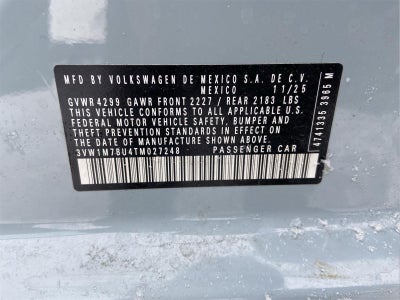 MFD BY VOLKSWAGEN DE MEXICO S.A. DE C.V.
MEXICO 11/25
GVWR 4299 GAWR FRONT 2227 / REAR 2183 LBS
THIS VEHICLE CONFORMS TO ALL APPLICABLE U.S.
FEDERAL MOTOR VEHICLE SAFETY, BUMPER AND
THEFT PREVENTION STANDARDS IN EFFECT ON
THE DATE OF MANUFACTURE SHOWN ABOVE.
3VW1M7BU4TM027248 PASSENGER CAR
4741335 3965 M